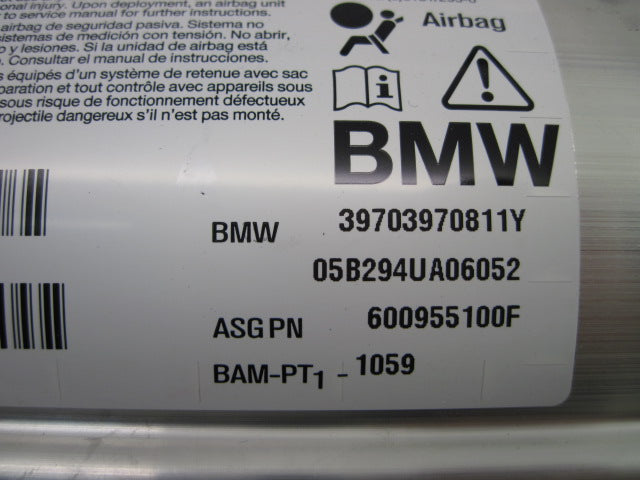 onal injury. Upon deployment, an airbag unit
to service manual for further instructions.
airbag de seguridad pasiva. Sistema no
sistemas de medición con tensión. No abrir,
o y lesiones. Si la unidad de airbag está
. Consultar el manual de instrucciones.
s équipés d'un système de retenue avec sac
paration et tout contrôle avec appareils sous
sous risque de fonctionnement défectueux
rojectile dangereux s'il n'est pas monté.
Airbag
i
!
BMW
BMW 39703970811Y
05B294UA06052
ASG PN 600955100F
BAM-PT1 - 1059